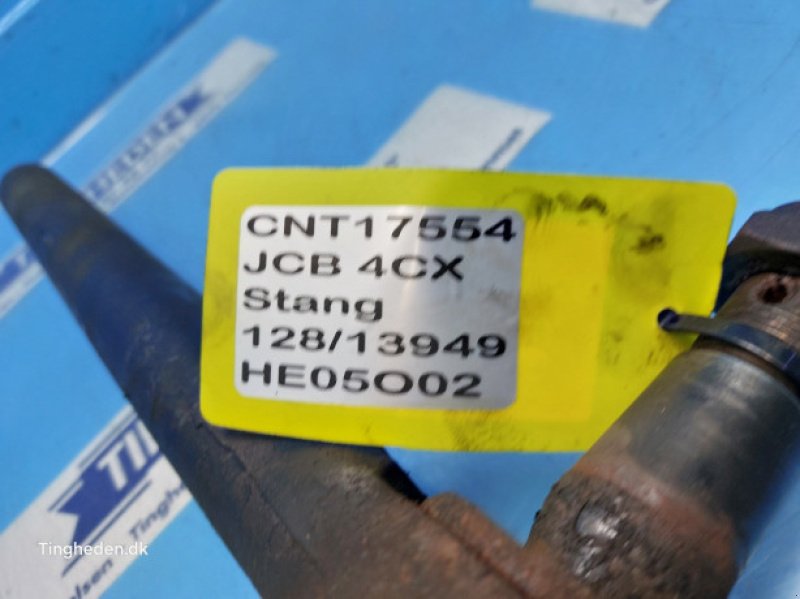 CNT17554
JCB 4CX
Stang
128/13949
HE05O02
Tingheden.dk